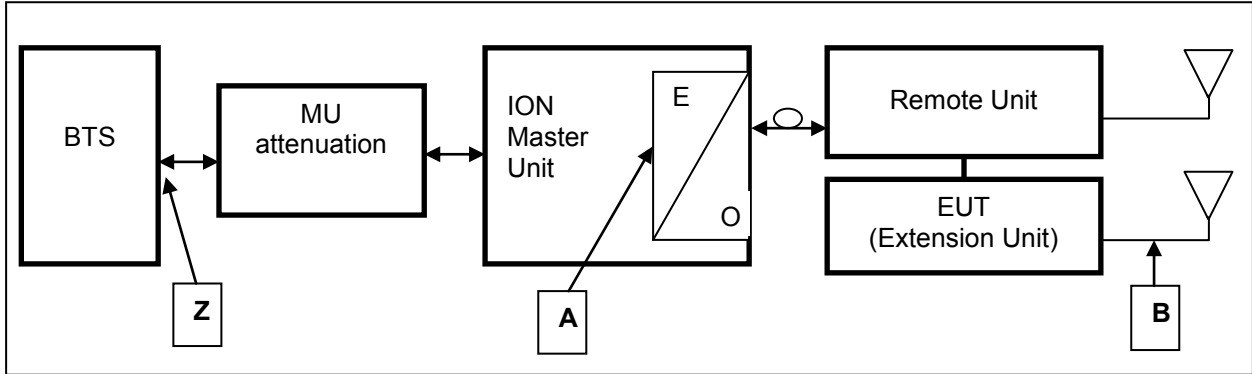 BTS
MU
attenuation
ION
Master
Unit
E
O
Remote Unit
EUT
(Extension Unit)
Z
A
B